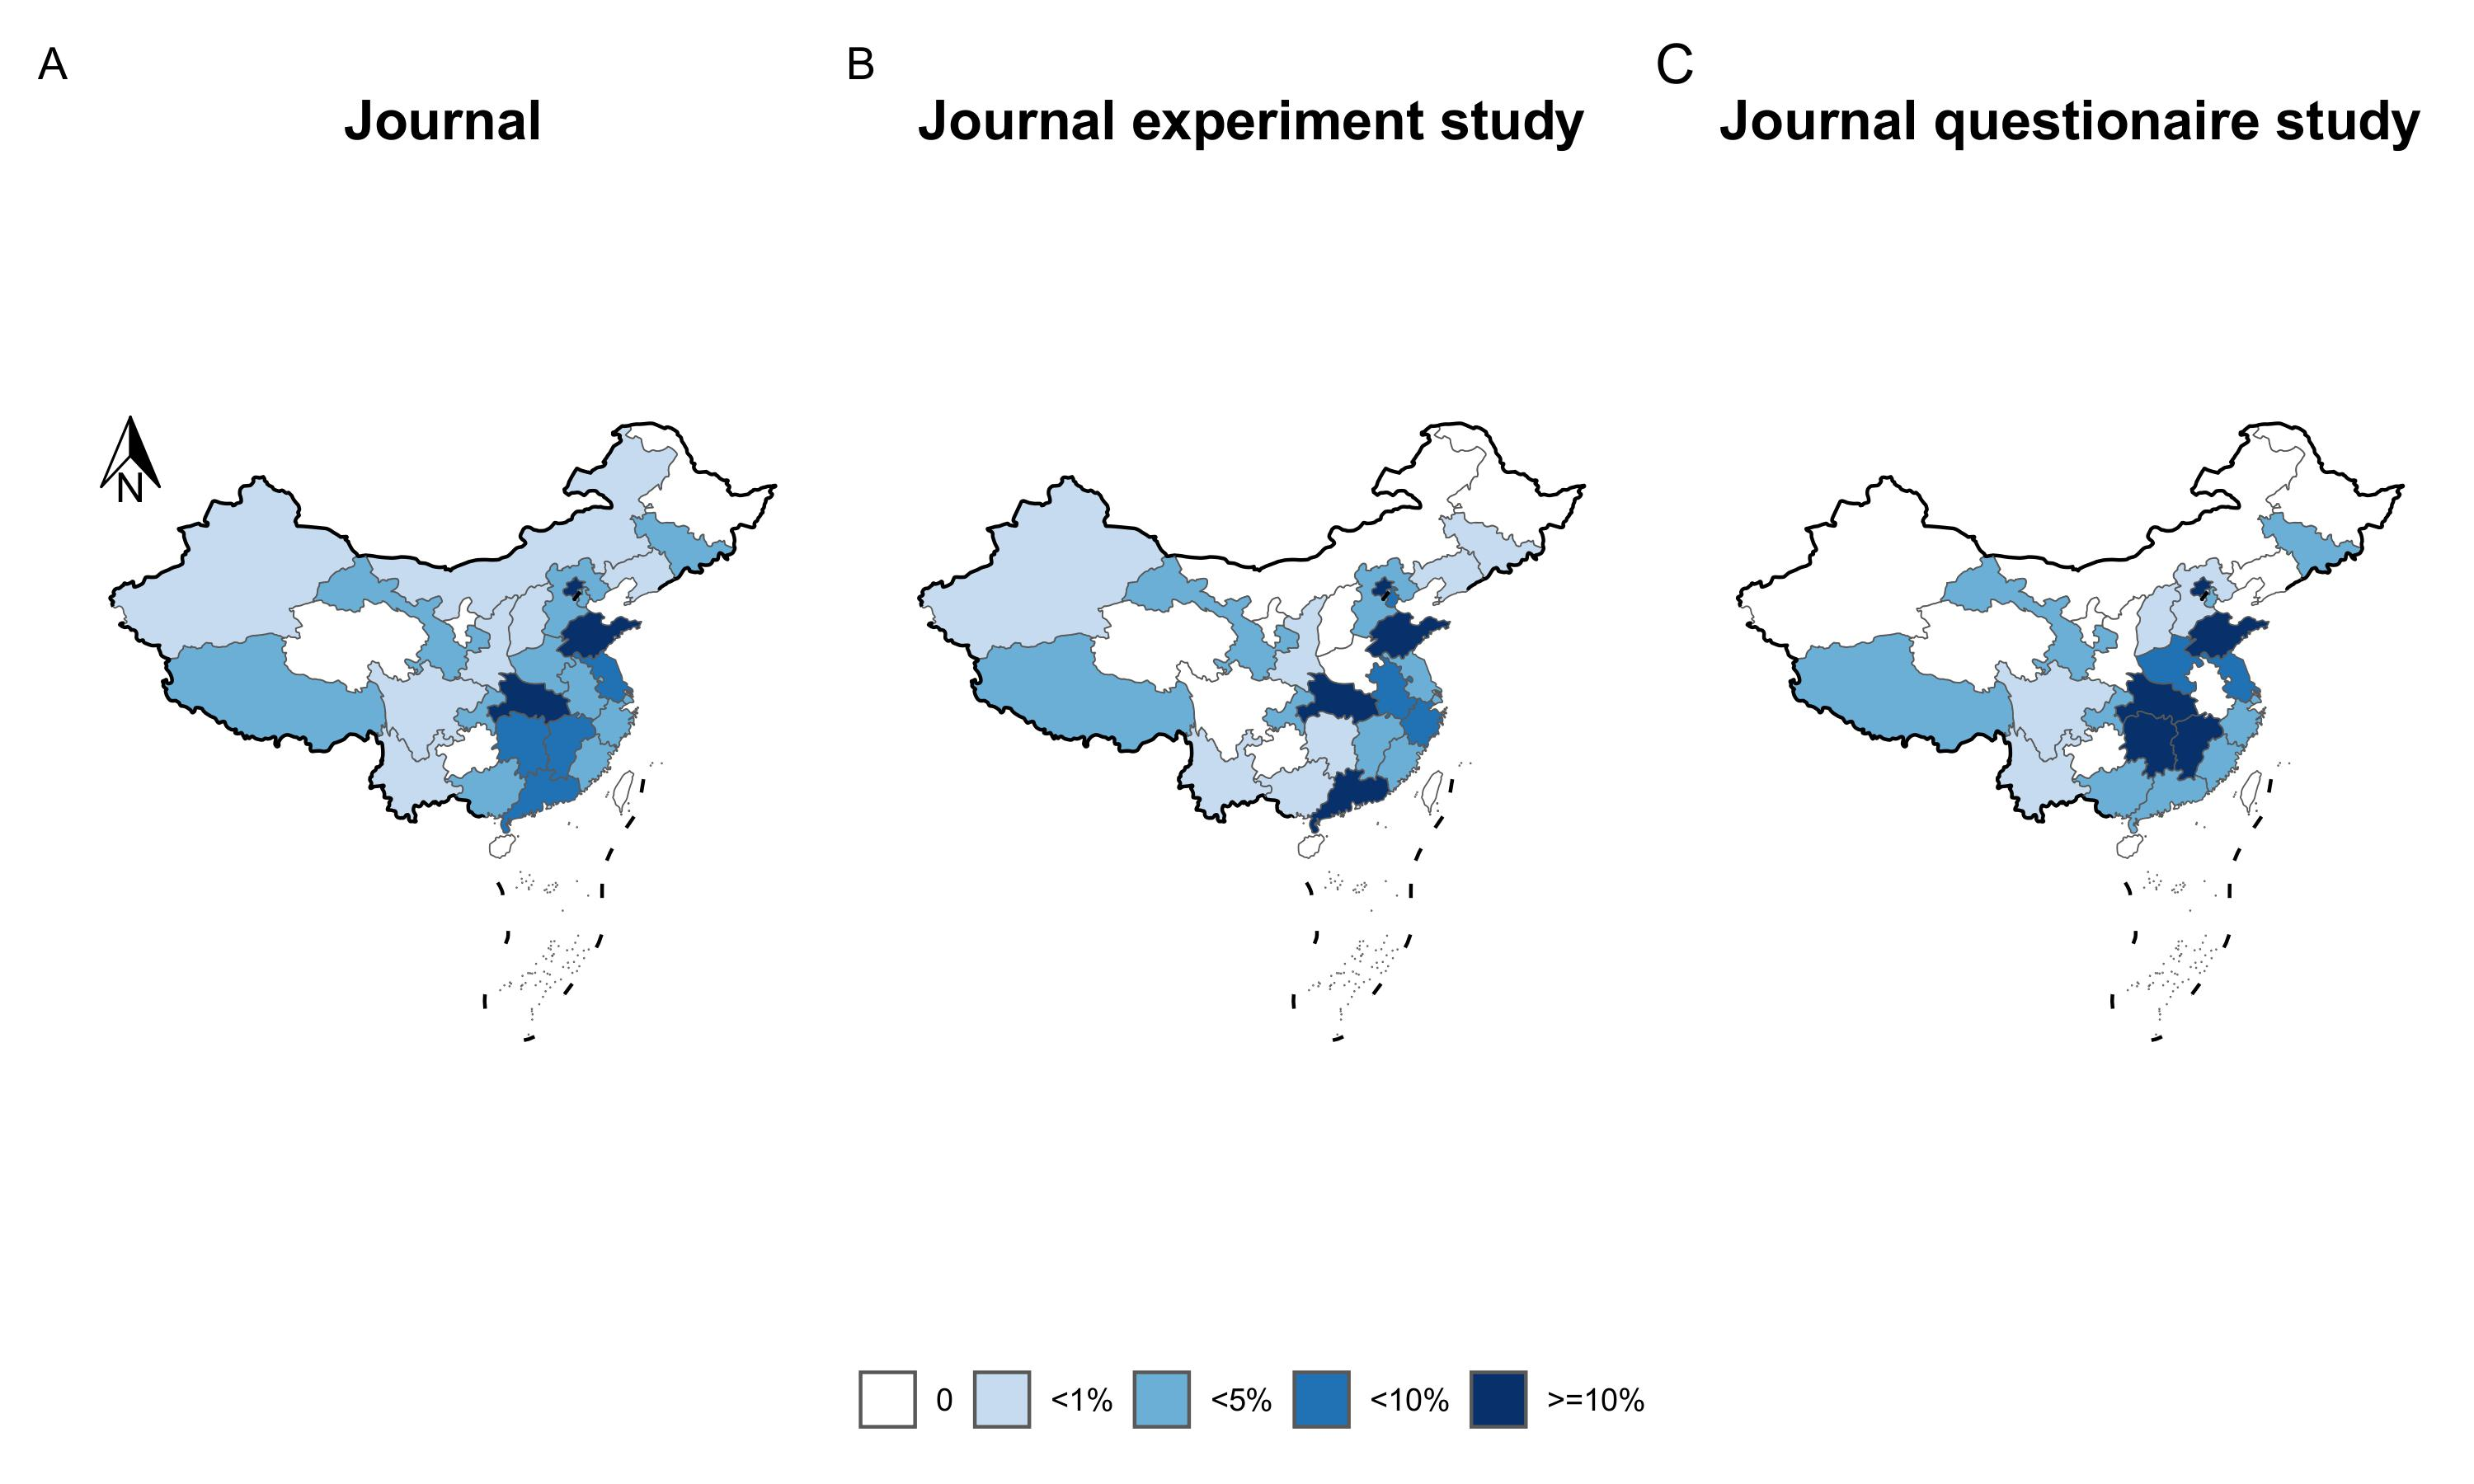 A
B
C
Journal
Journal experiment study
Journal questionaire study
N
0
<1%
<5%
<10%
>=10%